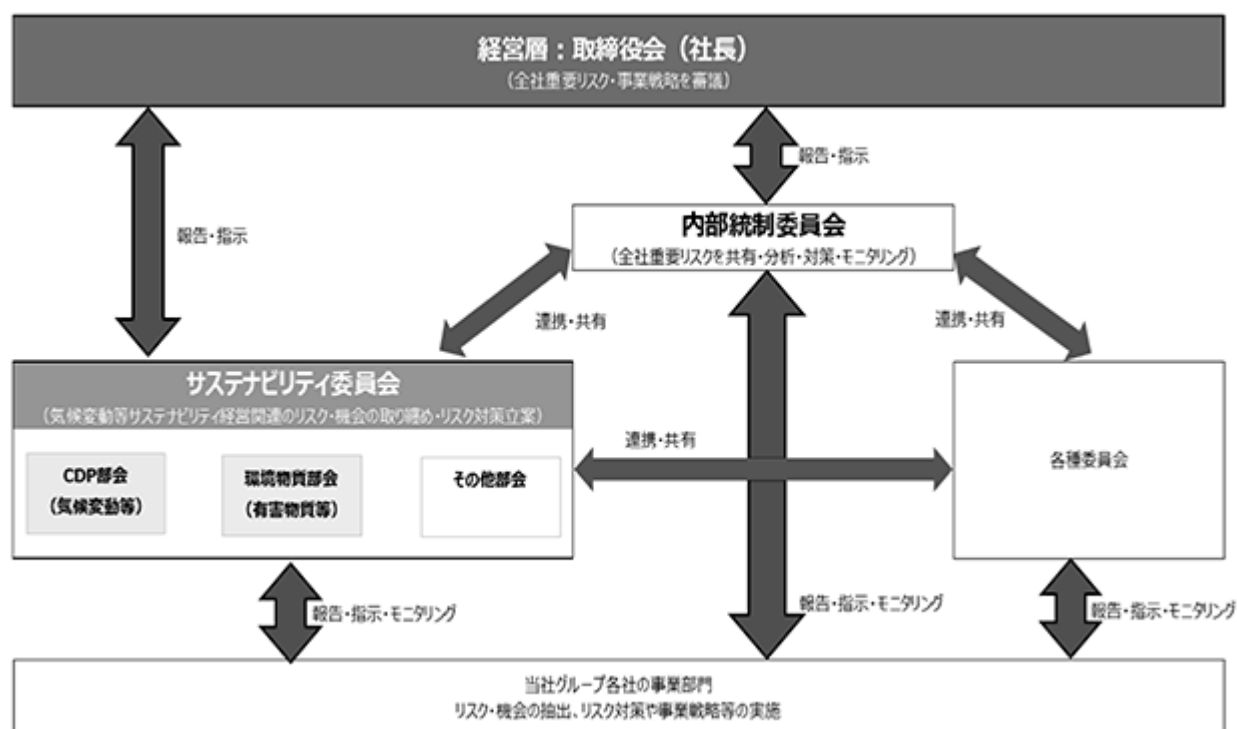 経営層：取締役会（社長）
（全社重要リスク・事業戦略を審議）
報告・指示
報告・指示
内部統制委員会
（全社重要リスクを共有・分析・対策・モニタリング）
連携・共有
連携・共有
サステナビリティ委員会
（気候変動等サステナビリティ経営関連のリスク・機会の取り纏め・リスク対策立案）
CDP部会
（気候変動等）
環境物質部会
（有害物質等）
その他部会
連携・共有
各種委員会
報告・指示・モニタリング
報告・指示・モニタリング
報告・指示・モニタリング
当社グループ各社の事業部門
リスク・機会の抽出、リスク対策や事業戦略等の実施